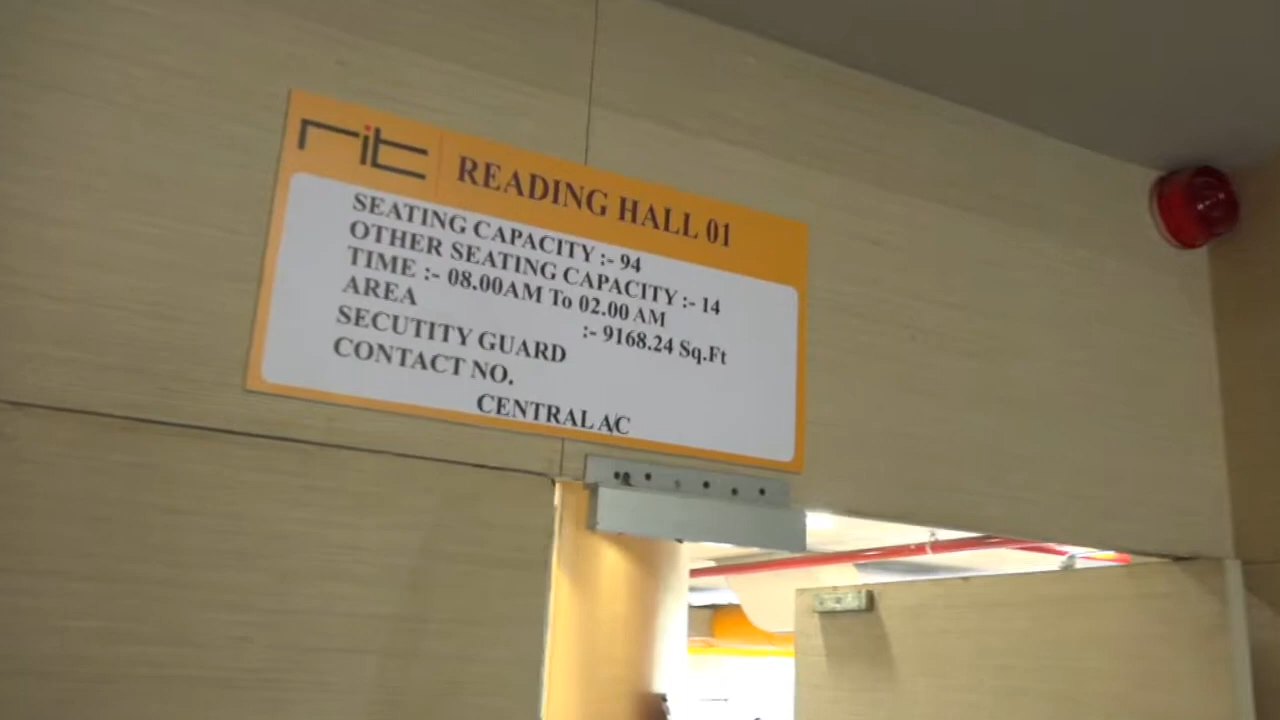 rit READING HALL 01
SEATING CAPACITY :- 94
OTHER SEATING CAPACITY :- 14
TIME :- 08.00AM To 02.00 AM
AREA :- 9168.24 Sq.Ft
SECUTITY GUARD
CONTACT NO.
CENTRAL A/C